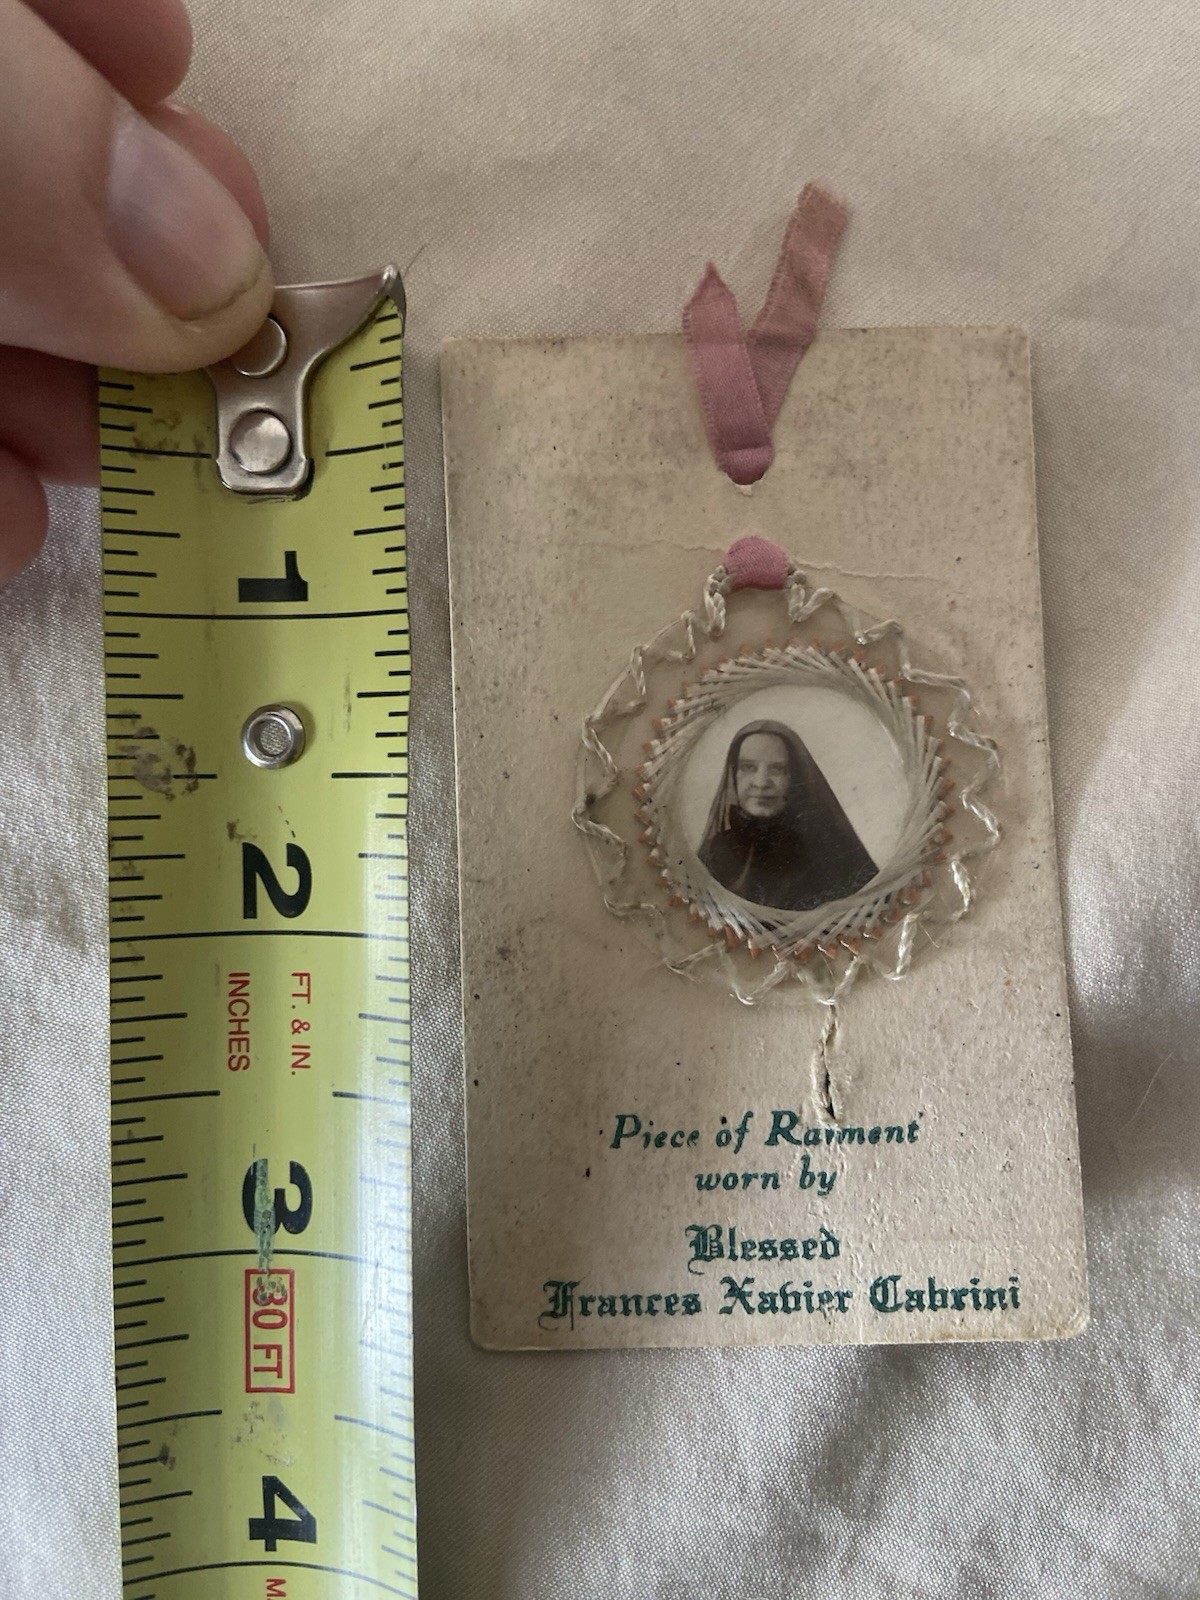 1
2
FT. & IN.
INCHES
3
30 FT
4
Piece of Raiment
worn by
Blessed
Frances Xavier Cabrini